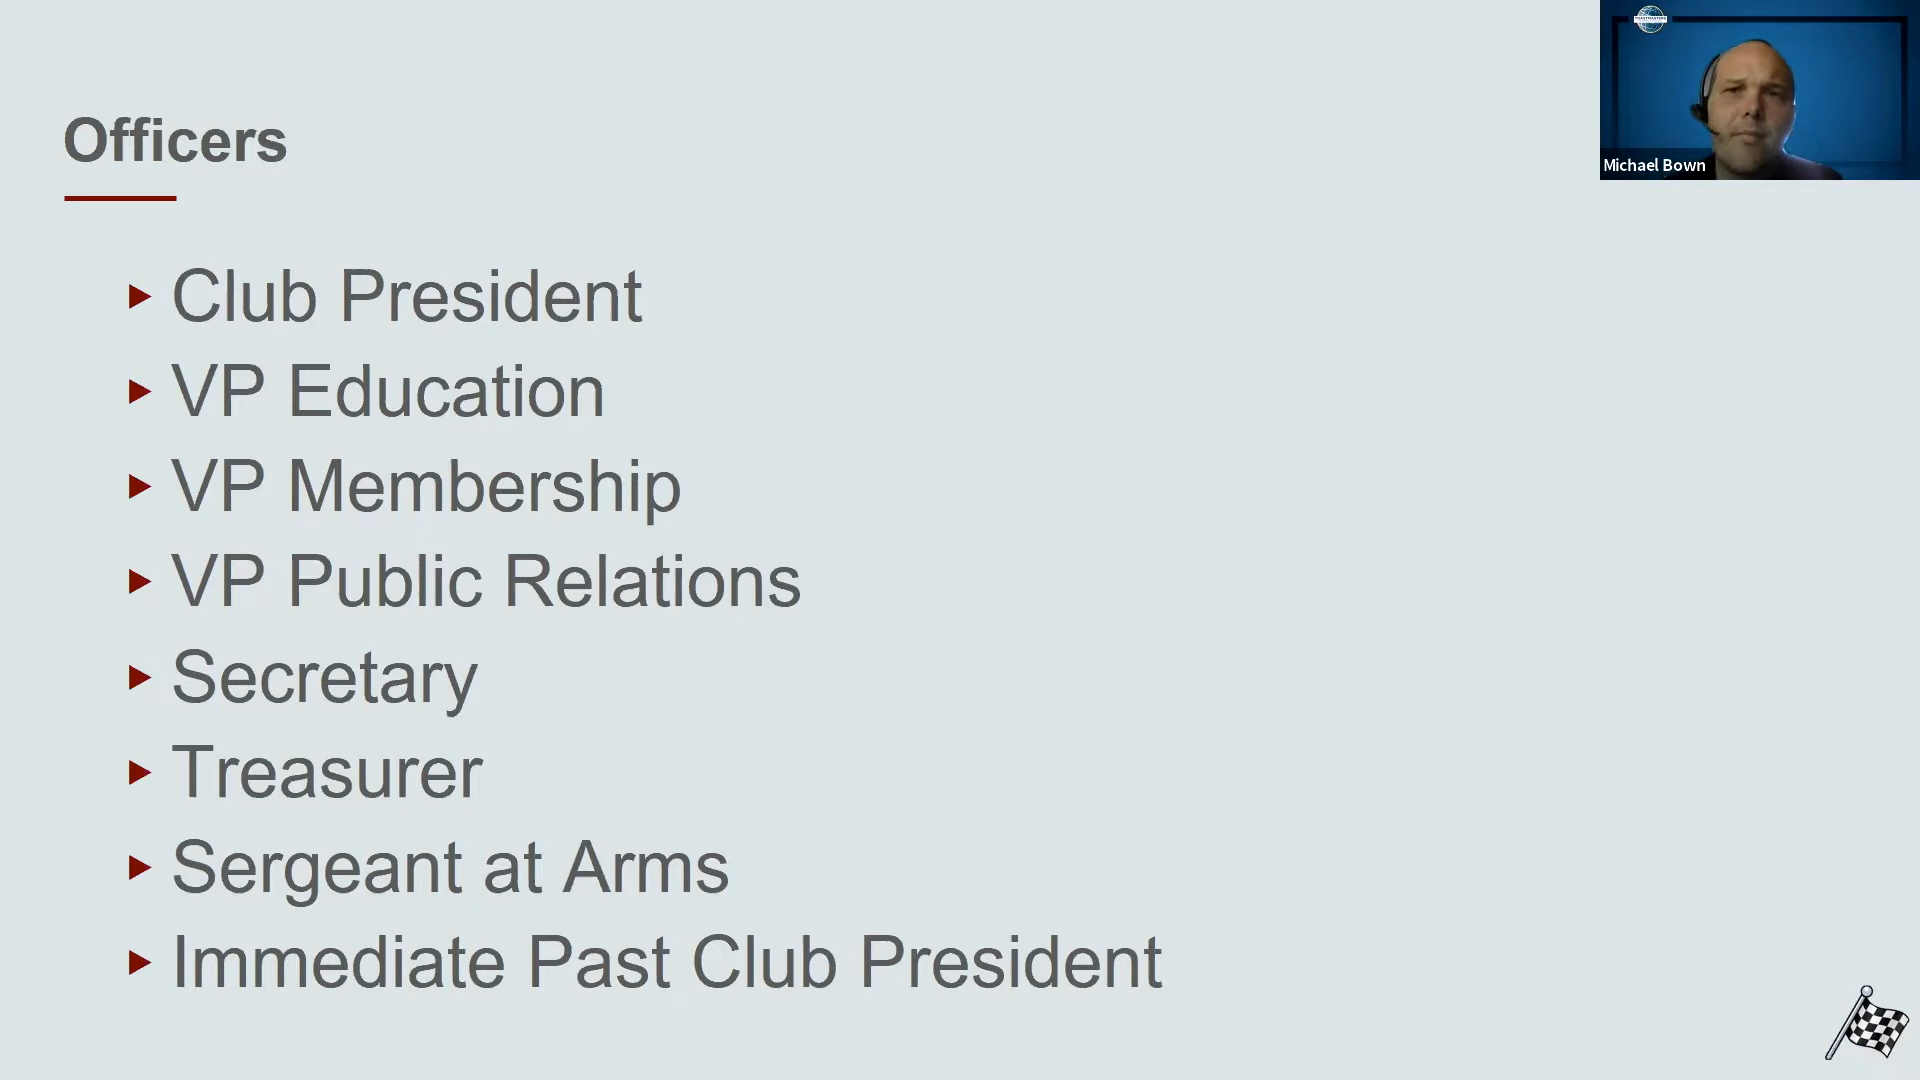 Officers
Club President
VP Education
VP Membership
VP Public Relations
Secretary
Treasurer
Sergeant at Arms
Immediate Past Club President
TOASTMASTERS
Michael Bown